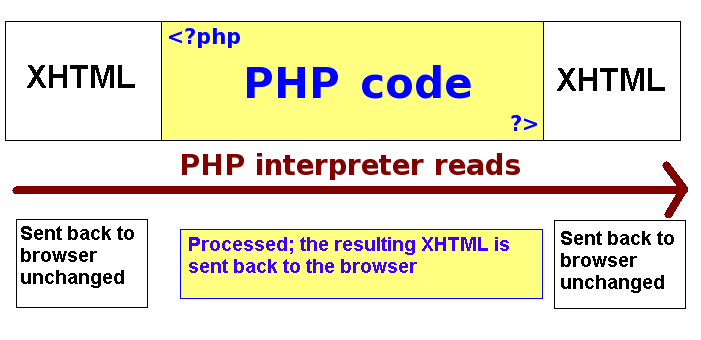 XHTML
<?php
PHP code
?>
XHTML
PHP interpreter reads
Sent back to
browser
unchanged
Processed; the resulting XHTML is
sent back to the browser
Sent back to
browser
unchanged